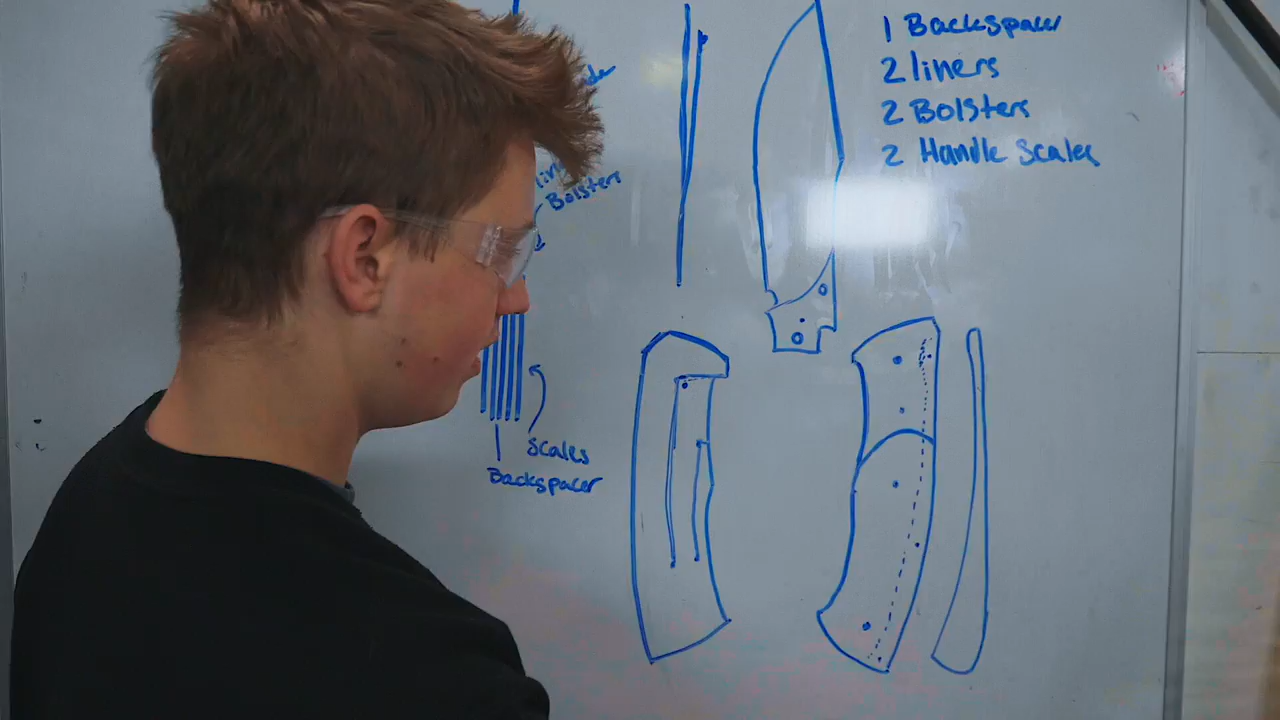 1 Backspacer
2 liners
2 Bolsters
2 Handle Scales
Bolsters
Scales
Backspacer